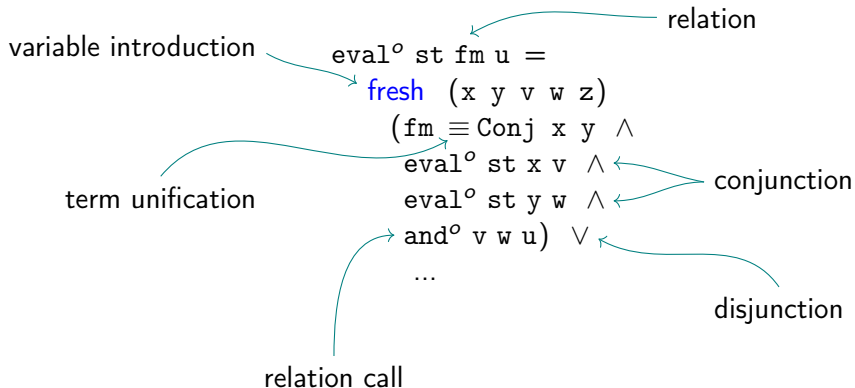 relation
variable introduction
evalᵒ st fm u =
fresh (x y v w z)
(fm ≡ Conj x y ∧
evalᵒ st x v ∧
term unification
conjunction
evalᵒ st y w ∧
andᵒ v w u) ∨
...
disjunction
relation call